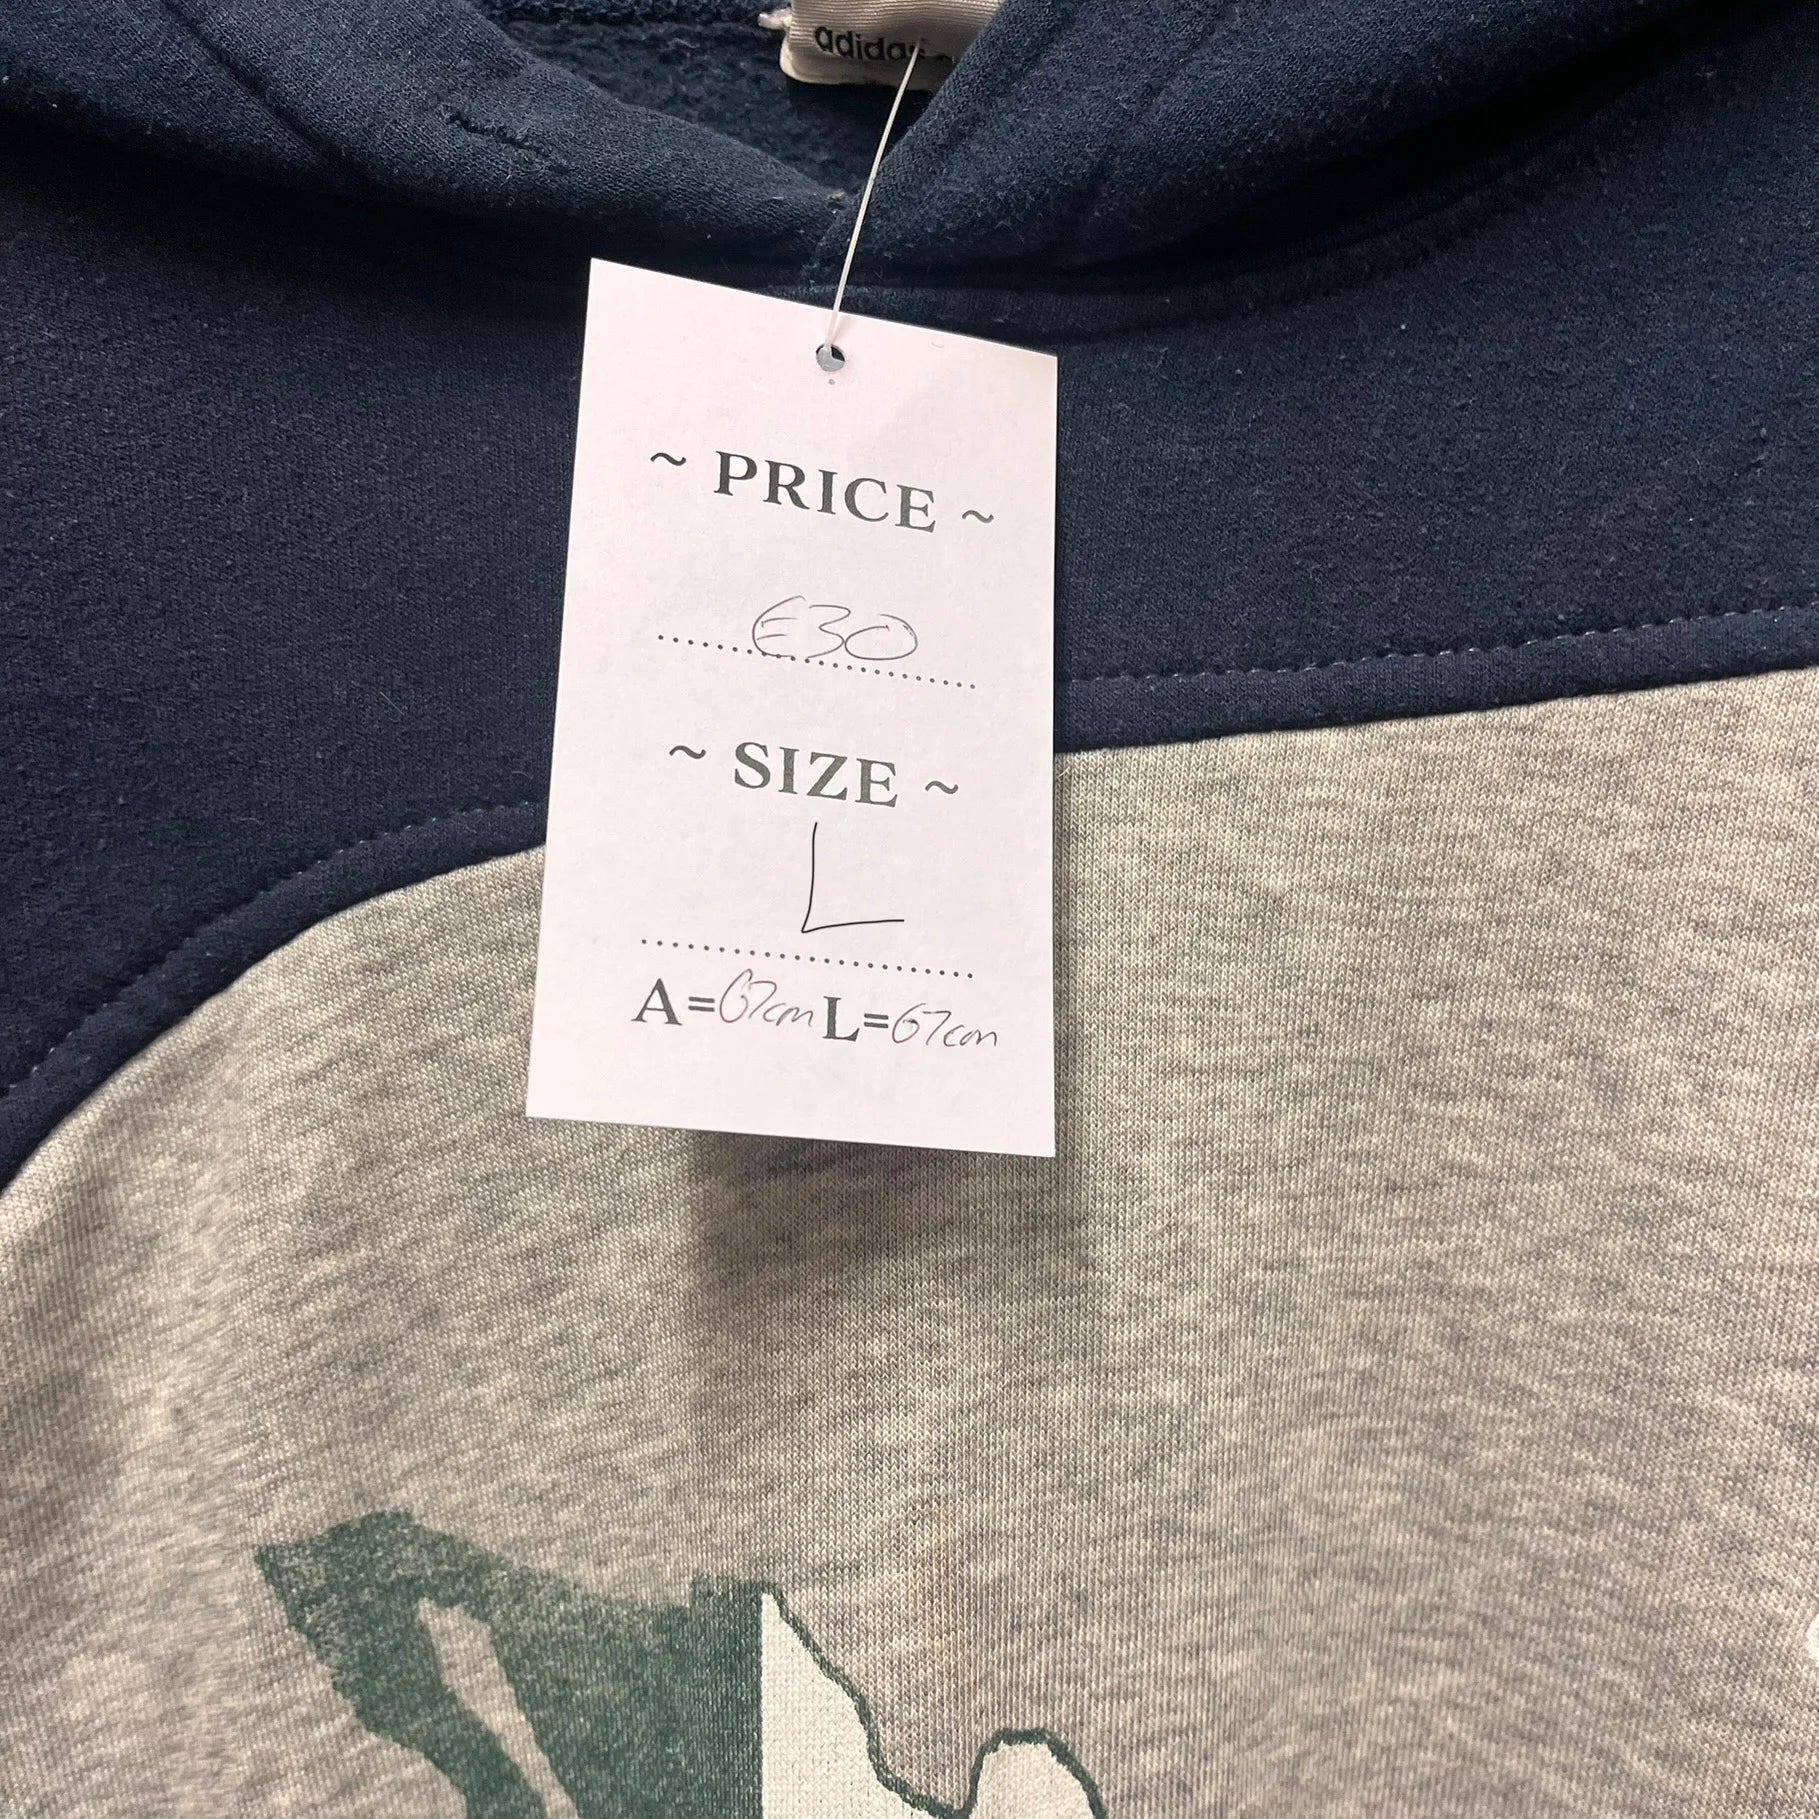 adidas
~ PRICE ~
€30
~ SIZE ~
L
A=67cm L=67cm